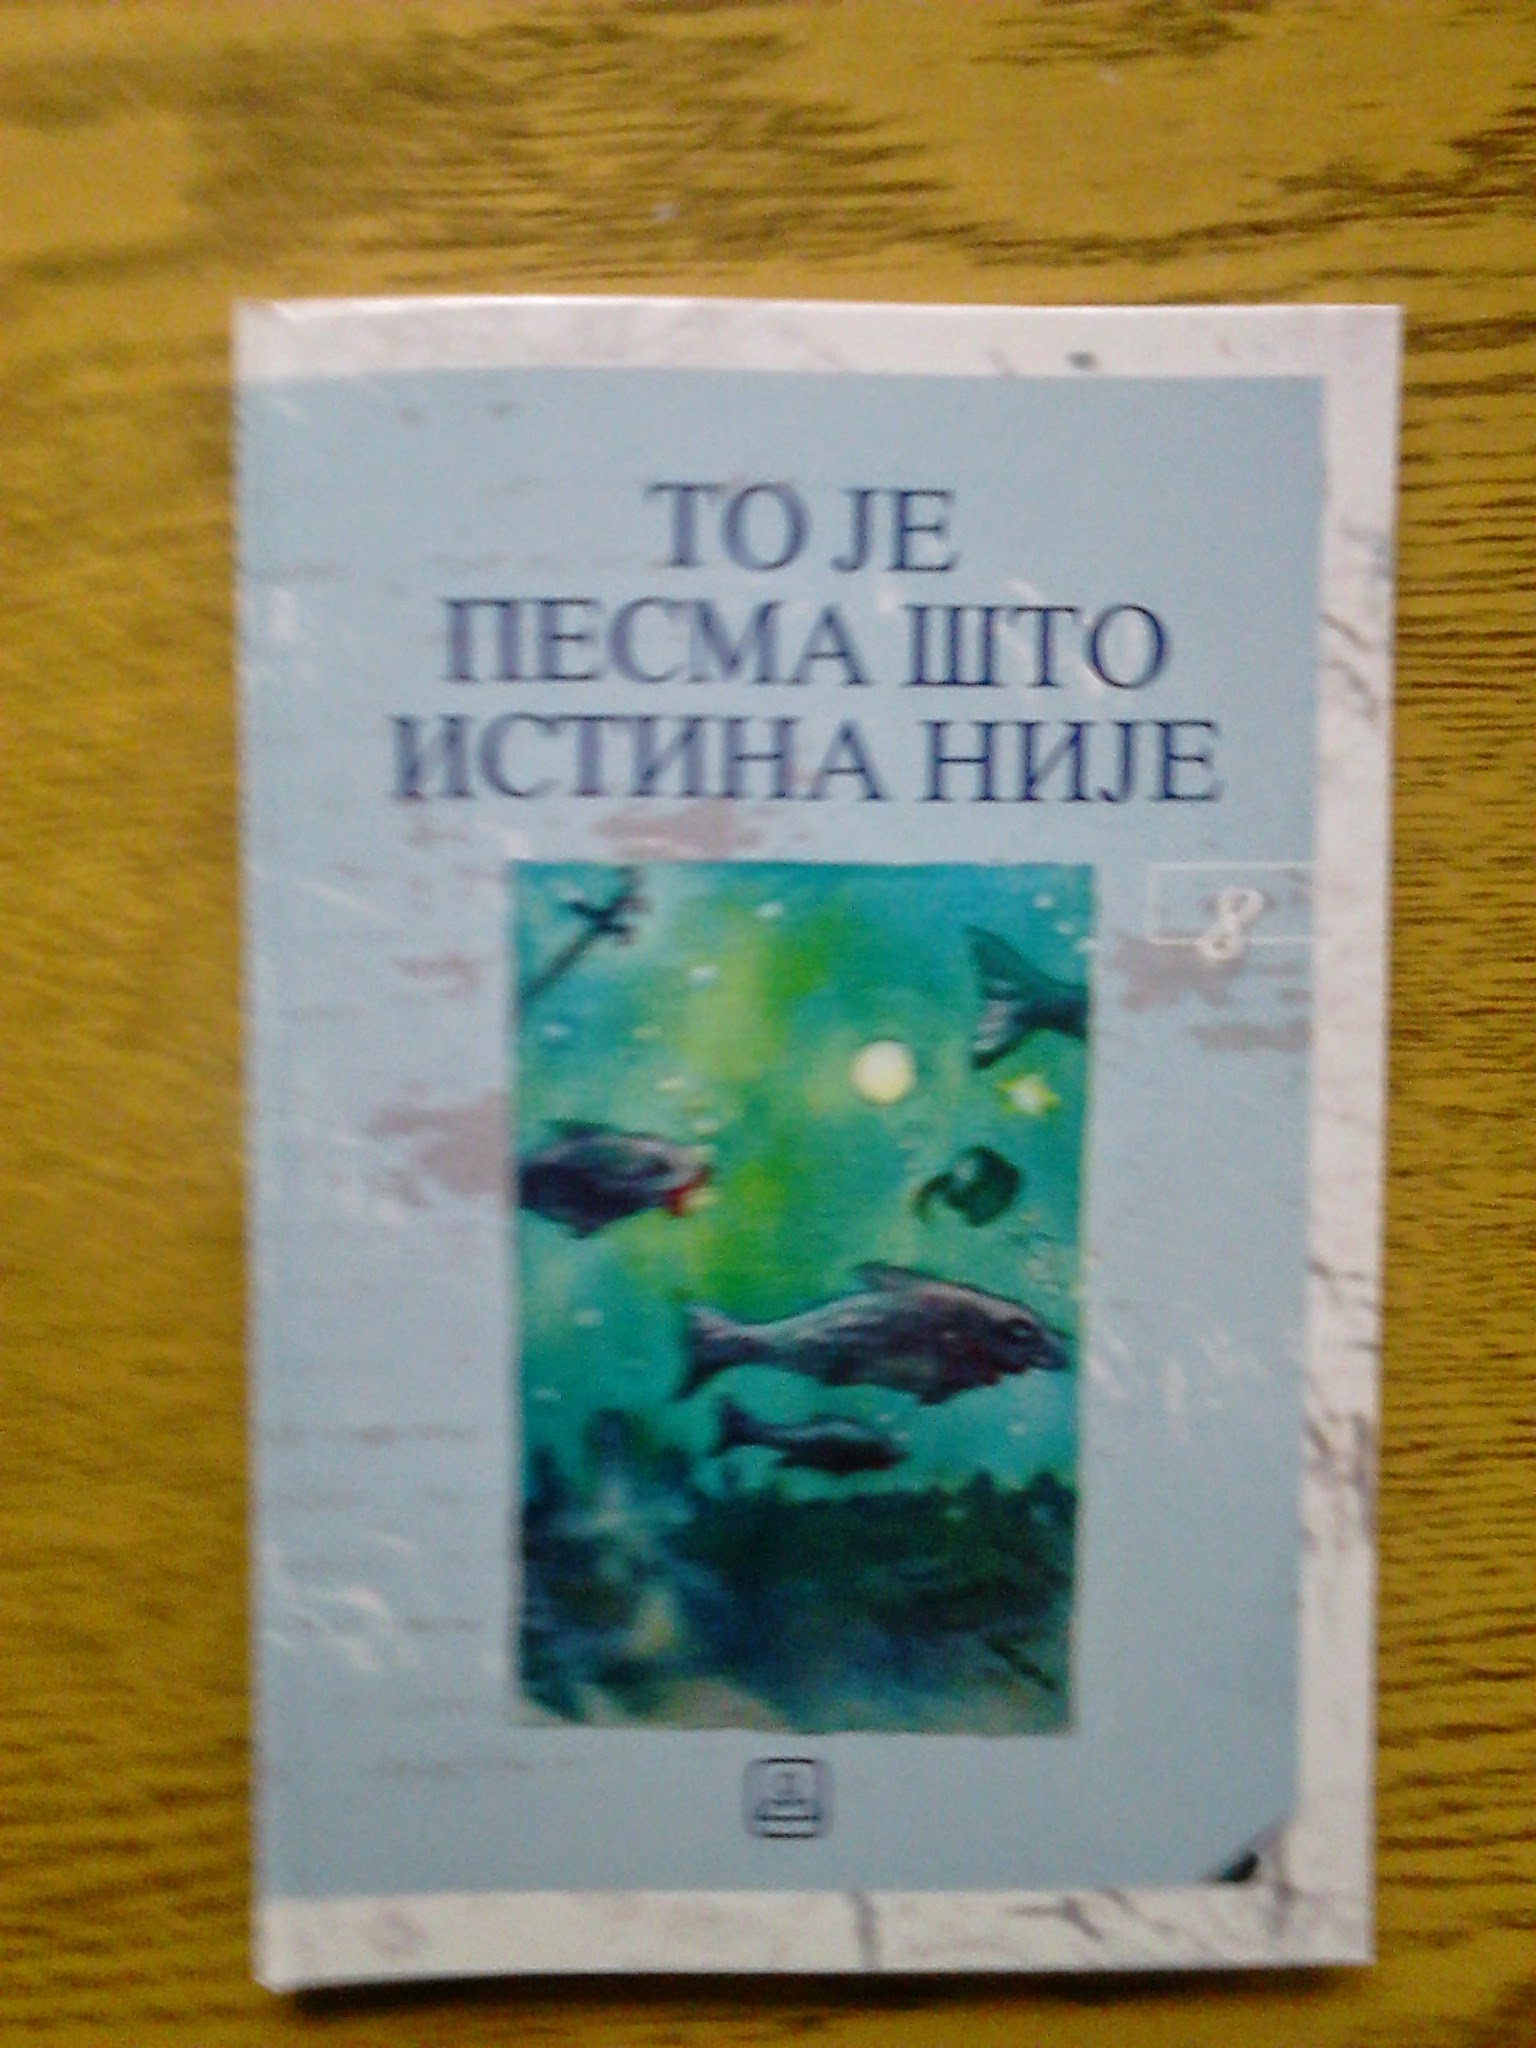 ТО ЈЕ
ПЕСМА ШТО
ИСТИНА НИЈЕ
8